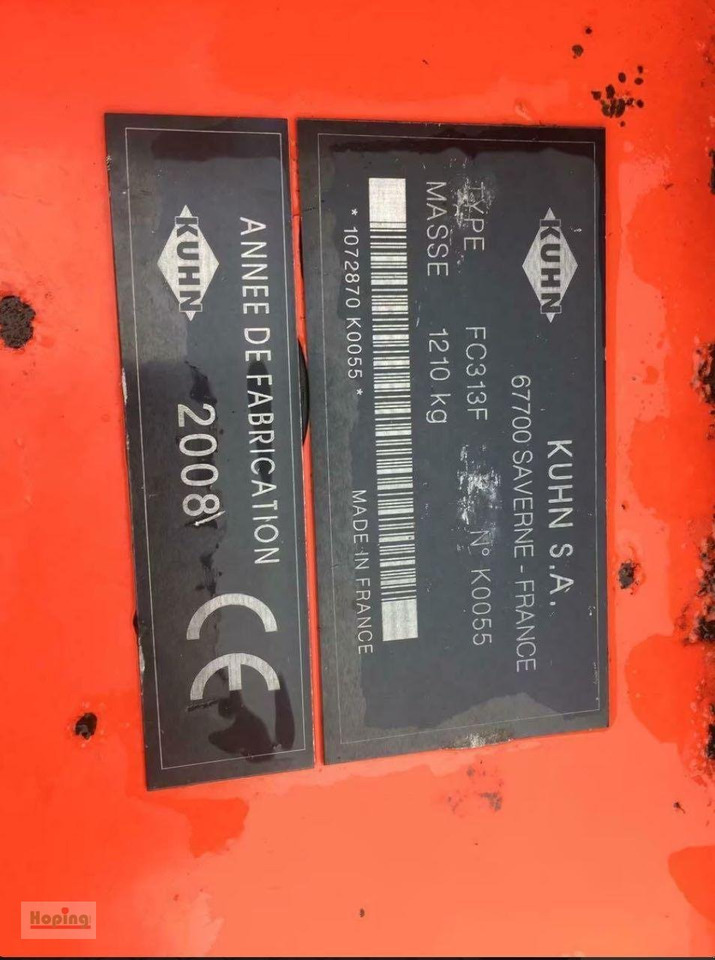 KUHN
KUHN S.A.
67700 SAVERNE - FRANCE
TYPE FC313F N° K0055
MASSE 1210 kg
* 1072870 K0055 *
MADE IN FRANCE
KUHN
ANNEE DE FABRICATION
2008
CE
Hoping